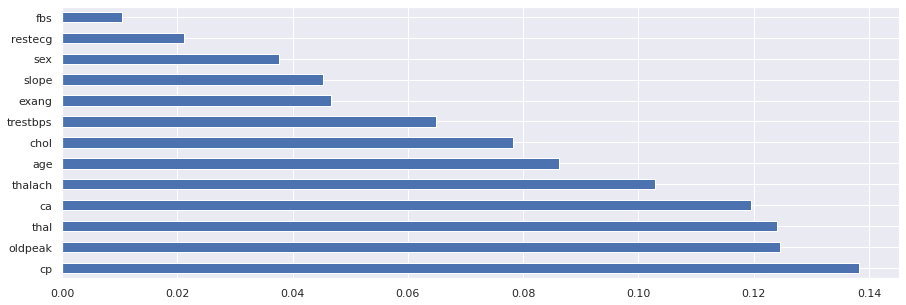 fbs
restecg
sex
slope
exang
trestbps
chol
age
thalach
ca
thal
oldpeak
cp
0.00 0.02 0.04 0.06 0.08 0.10 0.12 0.14